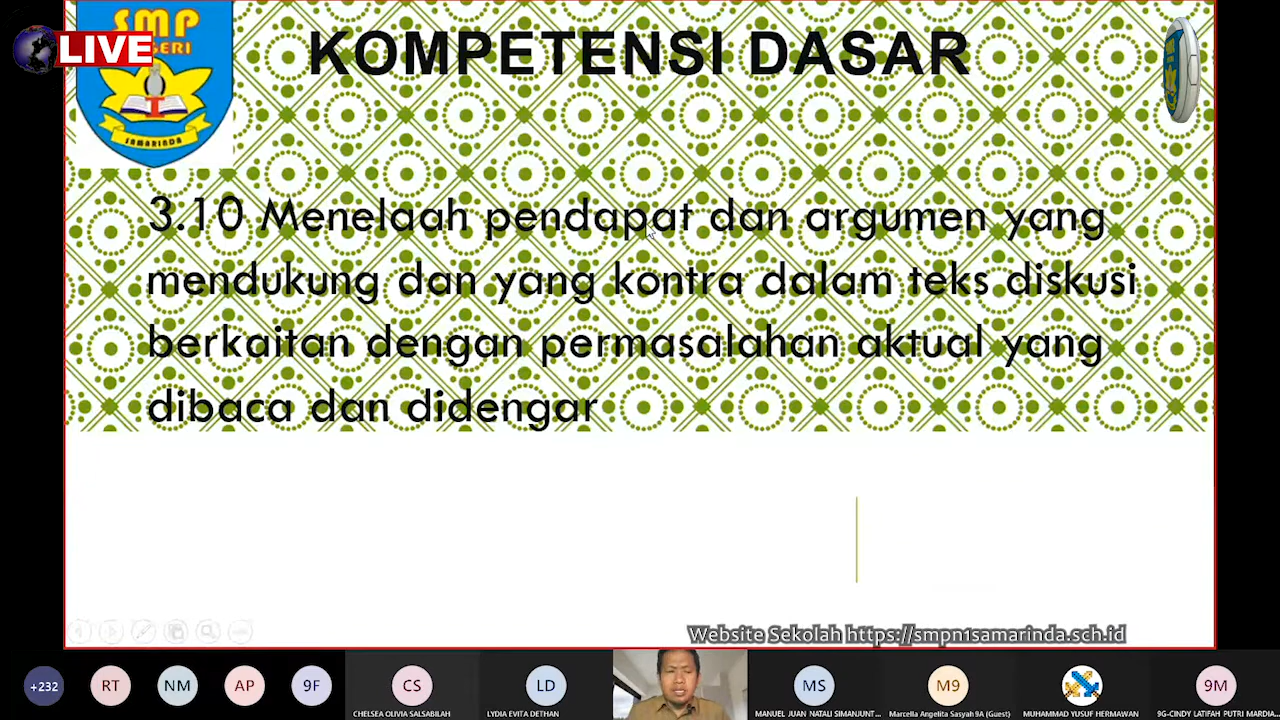 SMP
NEGERI
SAMARINDA
LIVE
KOMPETENSI DASAR
3.10 Menelaah pendapat dan argumen yang
mendukung dan yang kontra dalam teks diskusi
berkaitan dengan permasalahan aktual yang
dibaca dan didengar
Website Sekolah https://smpn1samarinda.sch.id
+232
RT
NM
AP
9F
CS
LD
MS
M9
9M
CHELSEA OLIVIA SALSABILAH
LYDIA EVITA DETHAN
MANUEL JUAN NATALI SIMANJUNT...
Marcella Angelita Sasyah 9A (Guest)
MUHAMMAD YUSUF HERMAWAN
9G-CINDY LATIFAH PUTRI MARDIA...